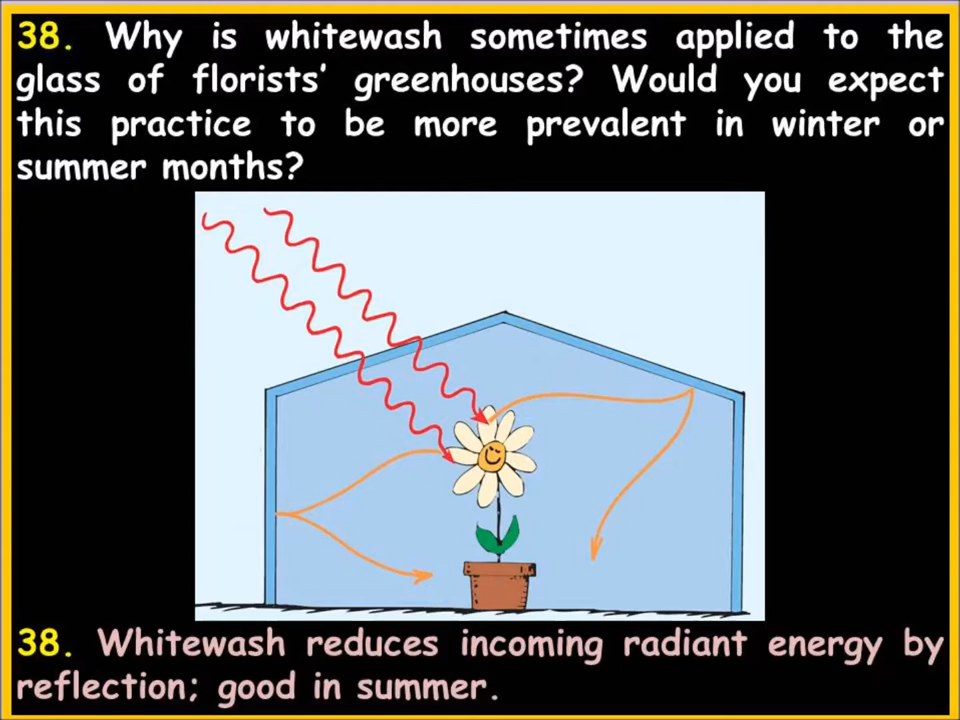 38. Why is whitewash sometimes applied to the
glass of florists' greenhouses? Would you expect
this practice to be more prevalent in winter or
summer months?
38. Whitewash reduces incoming radiant energy by
reflection; good in summer.